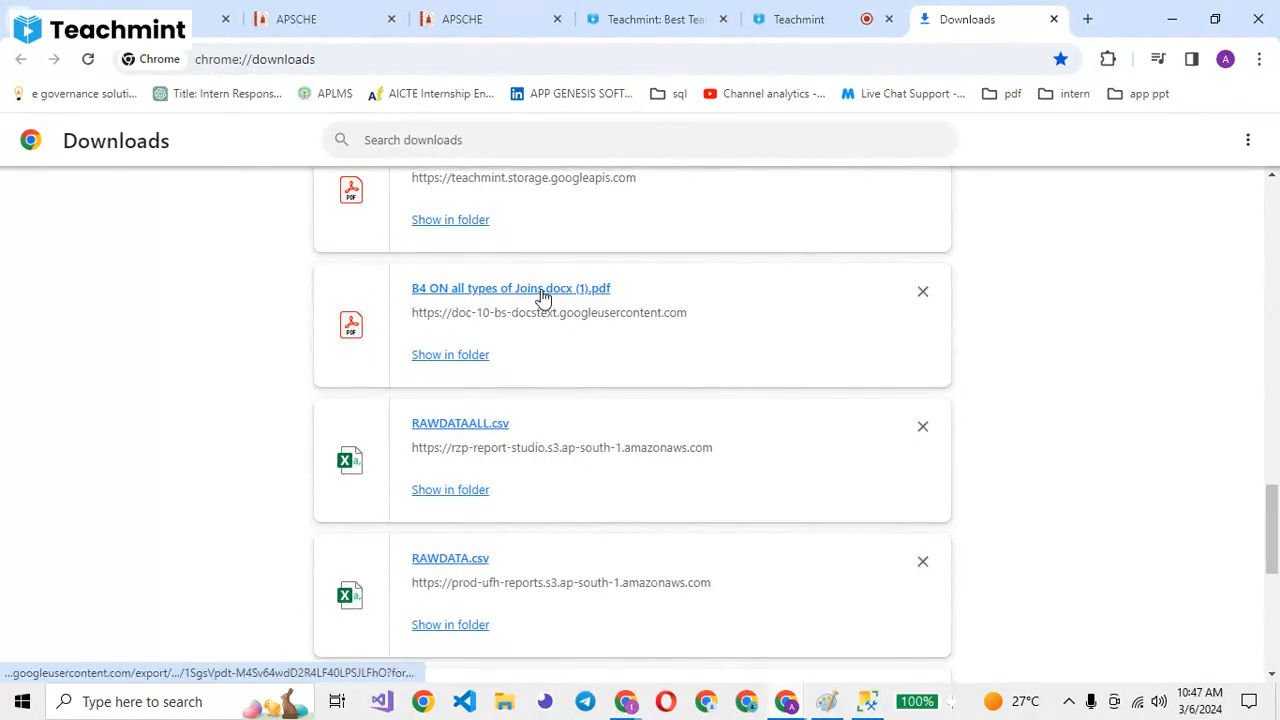 Teachmint
APSCHE
APSCHE
Teachmint: Best Tea
Teachmint
Downloads
Chrome
chrome://downloads
e governance soluti...
Title: Intern Respons...
APLMS
AICTE Internship En...
APP GENESIS SOFT...
sql
Channel analytics -...
Live Chat Support -...
pdf
intern
app ppt
Downloads
Search downloads
https://teachmint.storage.googleapis.com
Show in folder
B4 ON all types of Joins.docx (1).pdf
https://doc-10-bs-docstext.googleusercontent.com
Show in folder
RAWDATAALL.csv
https://rzp-report-studio.s3.ap-south-1.amazonaws.com
Show in folder
RAWDATA.csv
https://prod-ufh-reports.s3.ap-south-1.amazonaws.com
Show in folder
...googleusercontent.com/export/.../1SgsVpdt-M4Sv64wdD2R4LF40LPSJLFhO?for...
Type here to search
100%
27°C
10:47 AM
3/6/2024